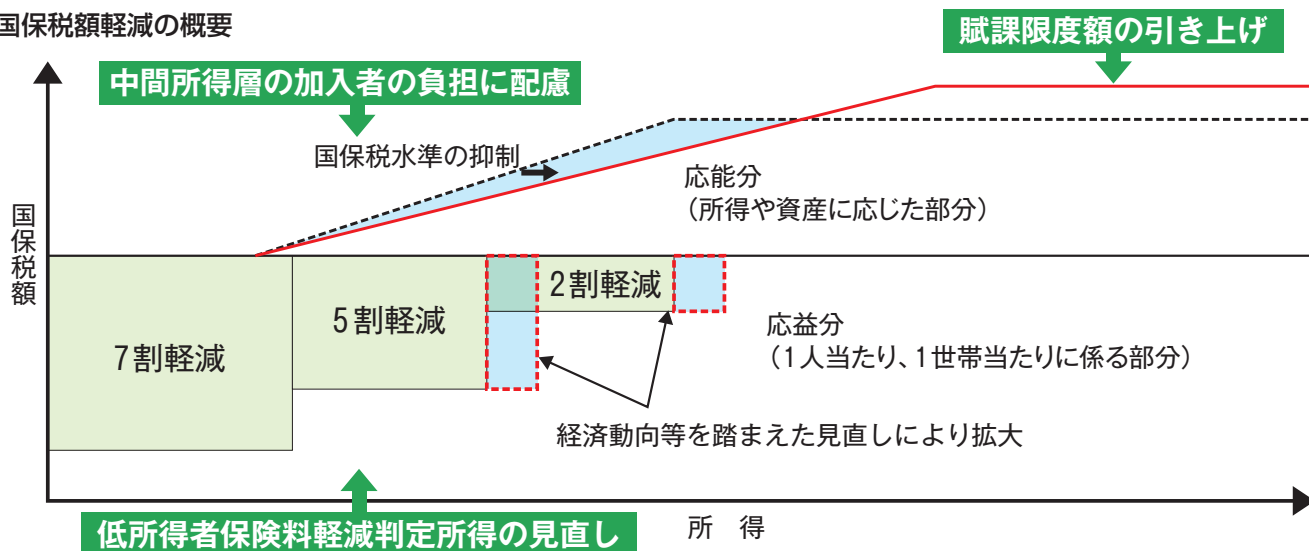 国保税額軽減の概要
賦課限度額の引き上げ
中間所得層の加入者の負担に配慮
国保税水準の抑制
応能分
（所得や資産に応じた部分）
国保税額
7割軽減
5割軽減
2割軽減
応益分
（1人当たり、1世帯当たりに係る部分）
経済動向等を踏まえた見直しにより拡大
低所得者保険料軽減判定所得の見直し
所 得